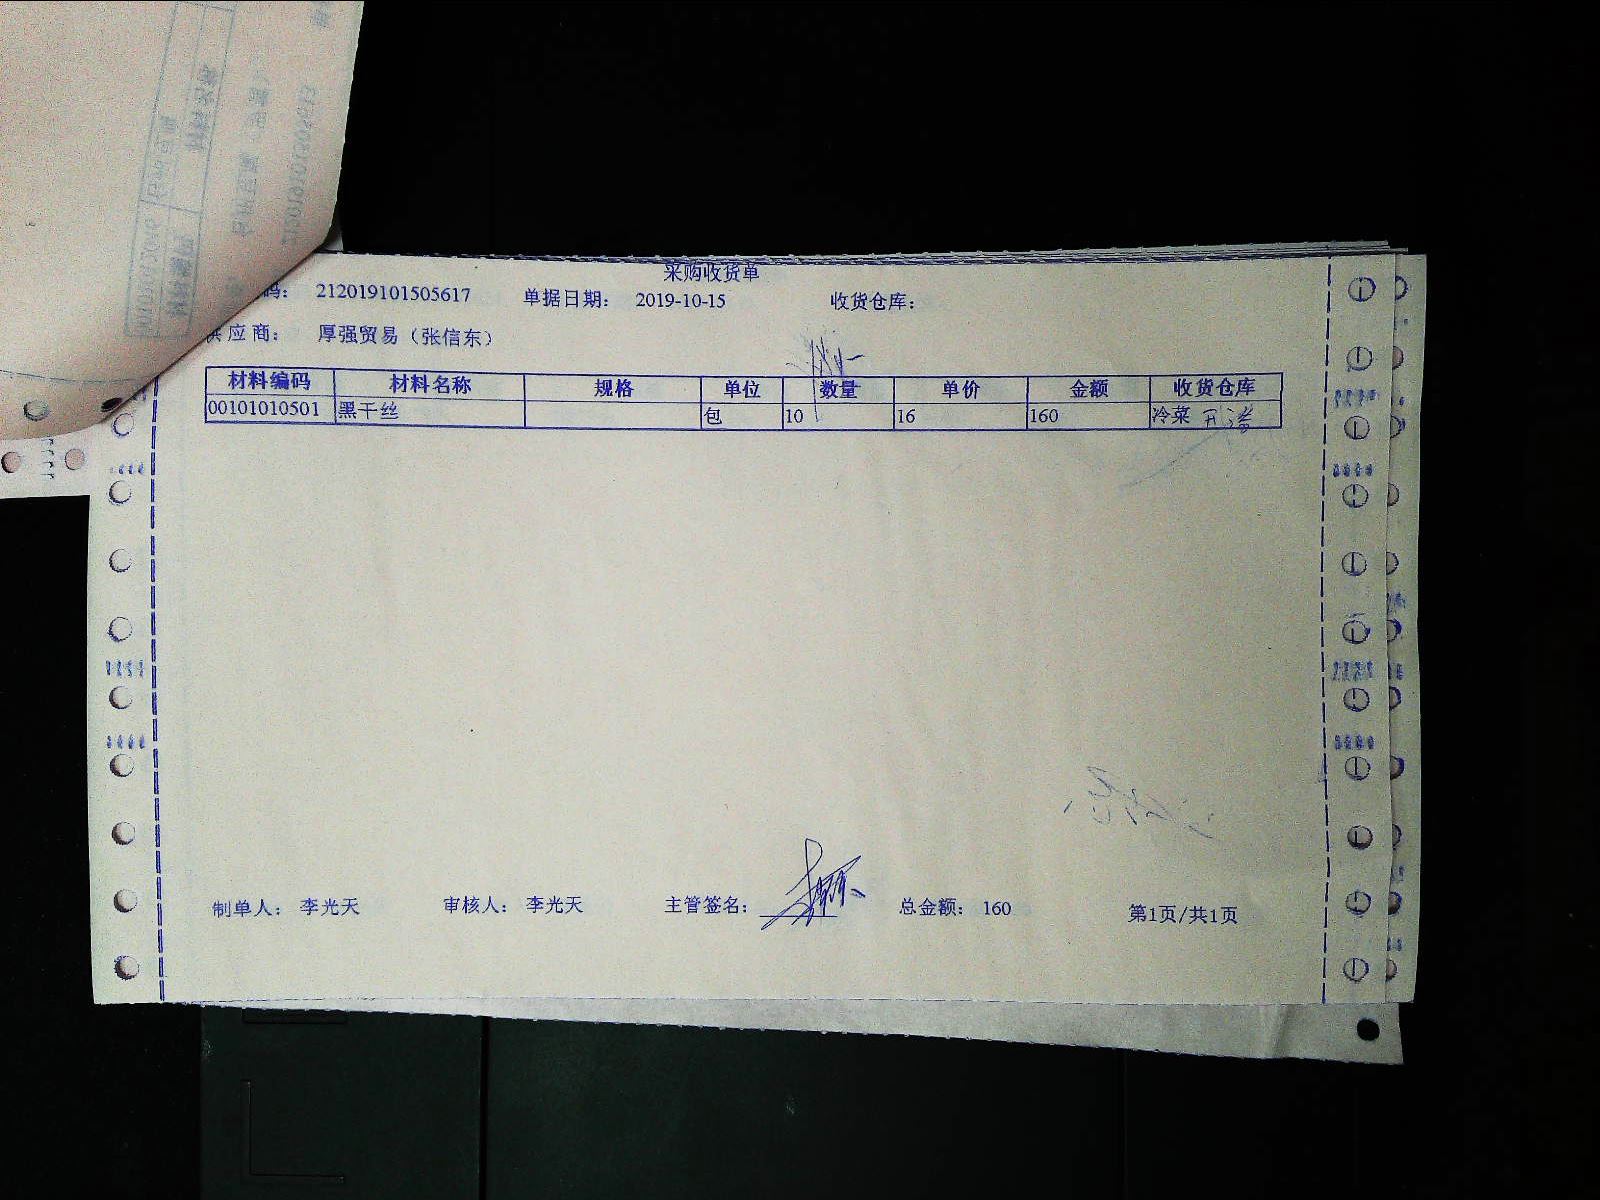 采购收货单
码： 212019101505617 单据日期： 2019-10-15 收货仓库：
供应商： 厚强贸易（张信东）
材料编码 材料名称 规格 单位 数量 单价 金额 收货仓库
00101010501 黑干丝 包 10 16 160 冷菜
制单人： 李光天 审核人： 李光天 主管签名： 总金额： 160 第1页/共1页